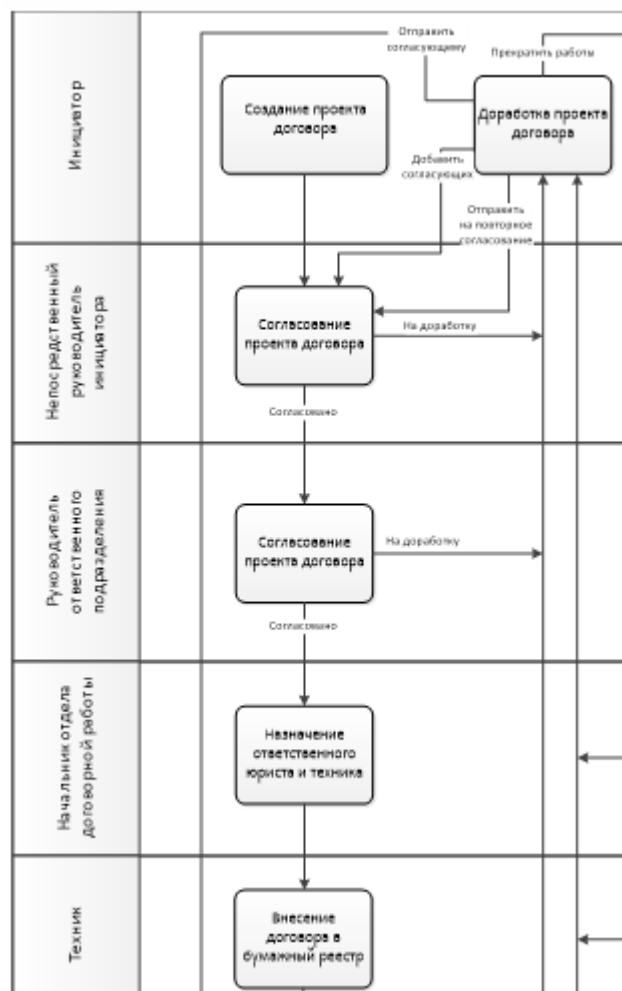 Инициатор
Отправить
согласующиму
Прекратить работы
Создание проекта
договора
Доработка проекта
договора
Добавить
согласующих
Отправить
на повторное
согласование
Непосредственный
руководитель
инициатора
Согласование
проекта договора
На доработку
Согласовано
Руководитель
ответственного
подразделения
Согласование
проекта договора
На доработку
Согласовано
Начальник отдела
договорной работы
Назначение
ответственного
юриста и техника
Техник
Внесение
договора в
бумажный реестр